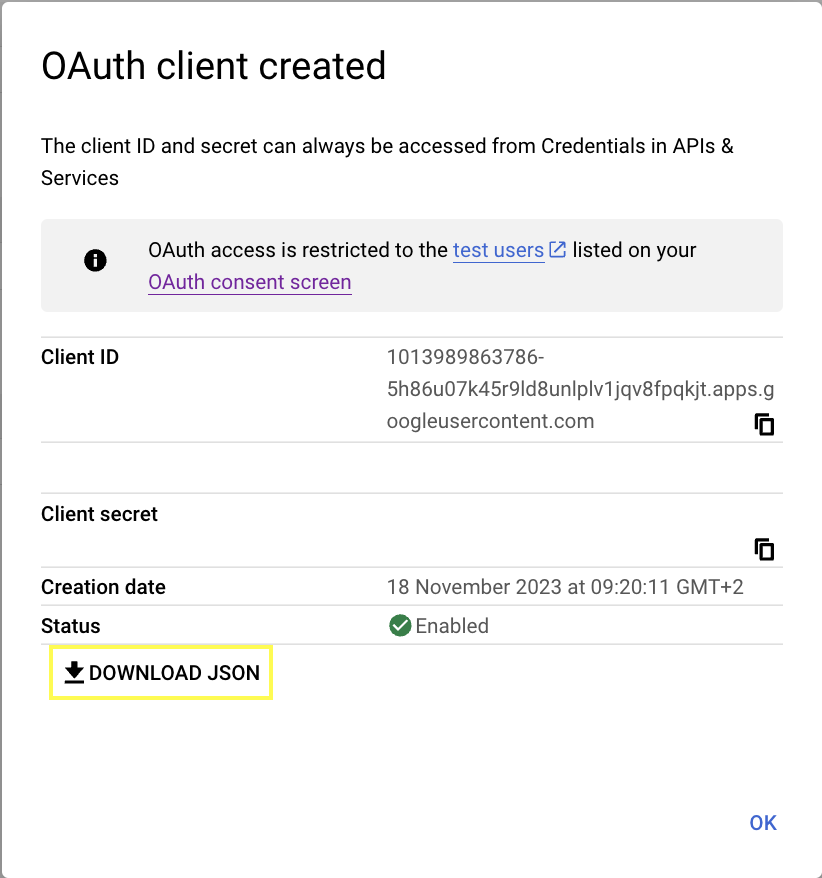 OAuth client created
The client ID and secret can always be accessed from Credentials in APIs &
Services
OAuth access is restricted to the test users listed on your
OAuth consent screen
Client ID
1013989863786-
5h86u07k45r9ld8unlplv1jqv8fpqkjt.apps.g
oogleusercontent.com
Client secret
Creation date 18 November 2023 at 09:20:11 GMT+2
Status Enabled
DOWNLOAD JSON
OK